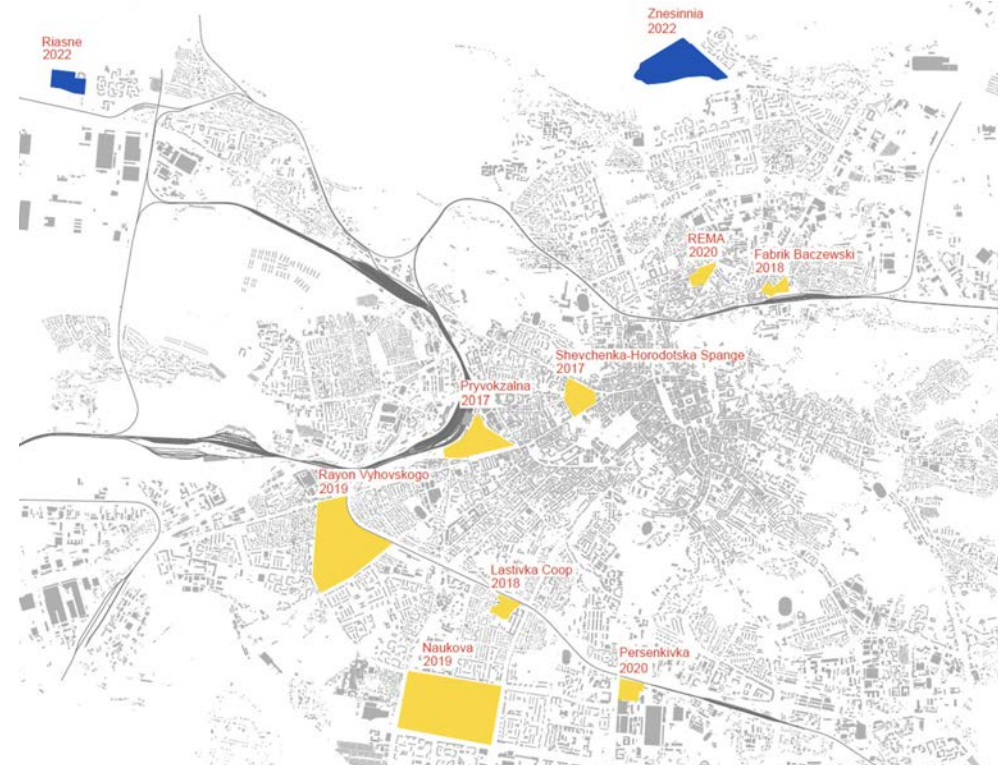 Riasne
2022
Znesinnia
2022
REMA
2020
Fabrik Baczewski
2018
Shevchenka-Horodotska Spange
2017
Pryvokzalna
2017
Rayon Vyhovskogo
2019
Lastivka Coop
2018
Naukova
2019
Persenkivka
2020